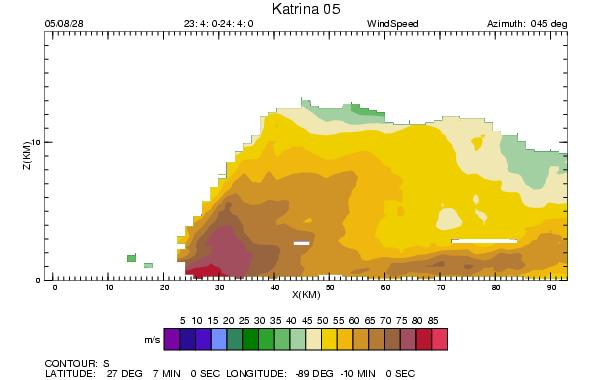 Katrina 05
05/08/28 23: 4: 0-24: 4: 0 WindSpeed Azimuth: 045 deg
Z(KM)
10
0
0 10 20 30 40 50 60 70 80 90
X(KM)
5 10 15 20 25 30 35 40 45 50 55 60 65 70 75 80 85
m/s
CONTOUR: S
LATITUDE: 27 DEG 7 MIN 0 SEC LONGITUDE: -89 DEG -10 MIN 0 SEC